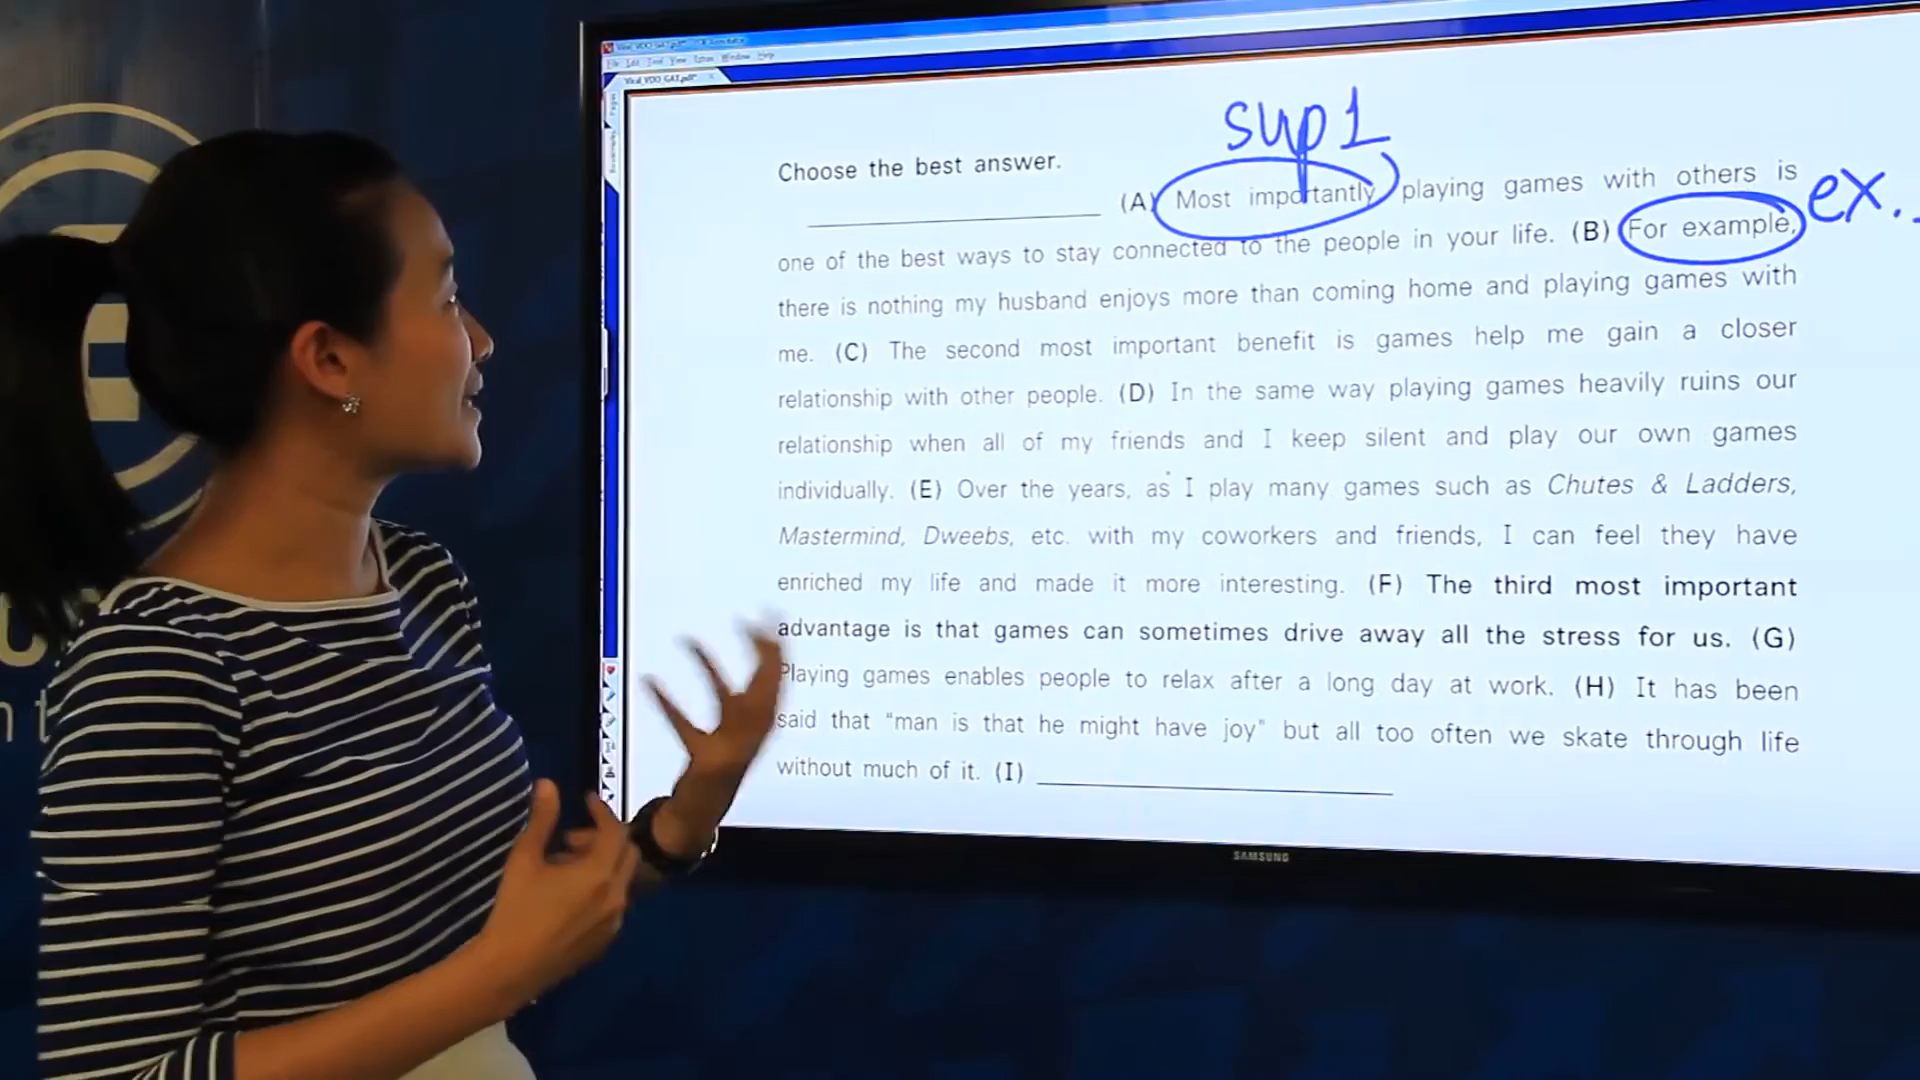 sup 1
Choose the best answer.
(A) Most importantly playing games with others is
ex.
one of the best ways to stay connected to the people in your life. (B) For example,
there is nothing my husband enjoys more than coming home and playing games with
me. (C) The second most important benefit is games help me gain a closer
relationship with other people. (D) In the same way playing games heavily ruins our
relationship when all of my friends and I keep silent and play our own games
individually. (E) Over the years, as I play many games such as Chutes & Ladders,
Mastermind, Dweebs, etc. with my coworkers and friends, I can feel they have
enriched my life and made it more interesting. (F) The third most important
advantage is that games can sometimes drive away all the stress for us. (G)
Playing games enables people to relax after a long day at work. (H) It has been
said that "man is that he might have joy" but all too often we skate through life
without much of it. (I)
SAMSUNG